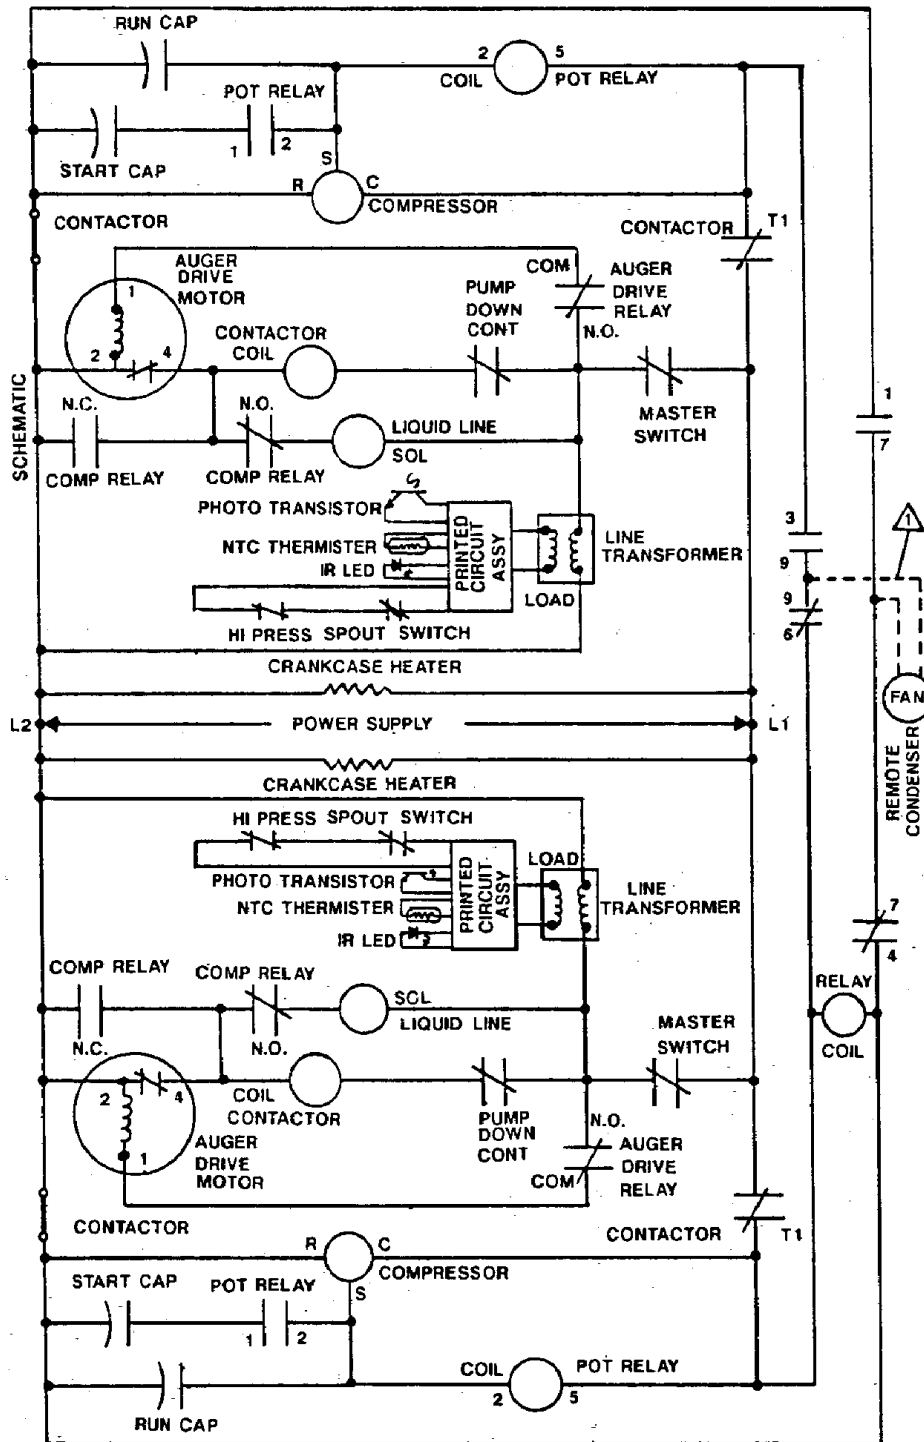 RUN CAP
2
5
COIL
POT RELAY
POT RELAY
1
2
START CAP
S
R
C
COMPRESSOR
CONTACTOR
CONTACTOR
T1
AUGER
DRIVE
MOTOR
1
2
4
COM
AUGER
DRIVE
RELAY
N.O.
PUMP
DOWN
CONT
CONTACTOR
COIL
MASTER
SWITCH
SCHEMATIC
N.C.
COMP RELAY
N.O.
COMP RELAY
LIQUID LINE
SOL
1
7
PHOTO TRANSISTOR
NTC THERMISTER
IR LED
PRINTED
CIRCUIT
ASSY
LINE
TRANSFORMER
LOAD
HI PRESS SPOUT SWITCH
3
9
9
6
1
FAN
REMOTE
CONDENSER
CRANKCASE HEATER
L2
POWER SUPPLY
L1
CRANKCASE HEATER
HI PRESS SPOUT SWITCH
PHOTO TRANSISTOR
NTC THERMISTER
IR LED
PRINTED
CIRCUIT
ASSY
LOAD
LINE
TRANSFORMER
7
4
COMP RELAY
N.C.
COMP RELAY
N.O.
SOL
LIQUID LINE
RELAY
COIL
MASTER
SWITCH
2
4
1
AUGER
DRIVE
MOTOR
COIL
CONTACTOR
PUMP
DOWN
CONT
N.O.
COM
AUGER
DRIVE
RELAY
CONTACTOR
CONTACTOR
T1
R
C
COMPRESSOR
S
START CAP
POT RELAY
1
2
COIL
2
5
POT RELAY
RUN CAP